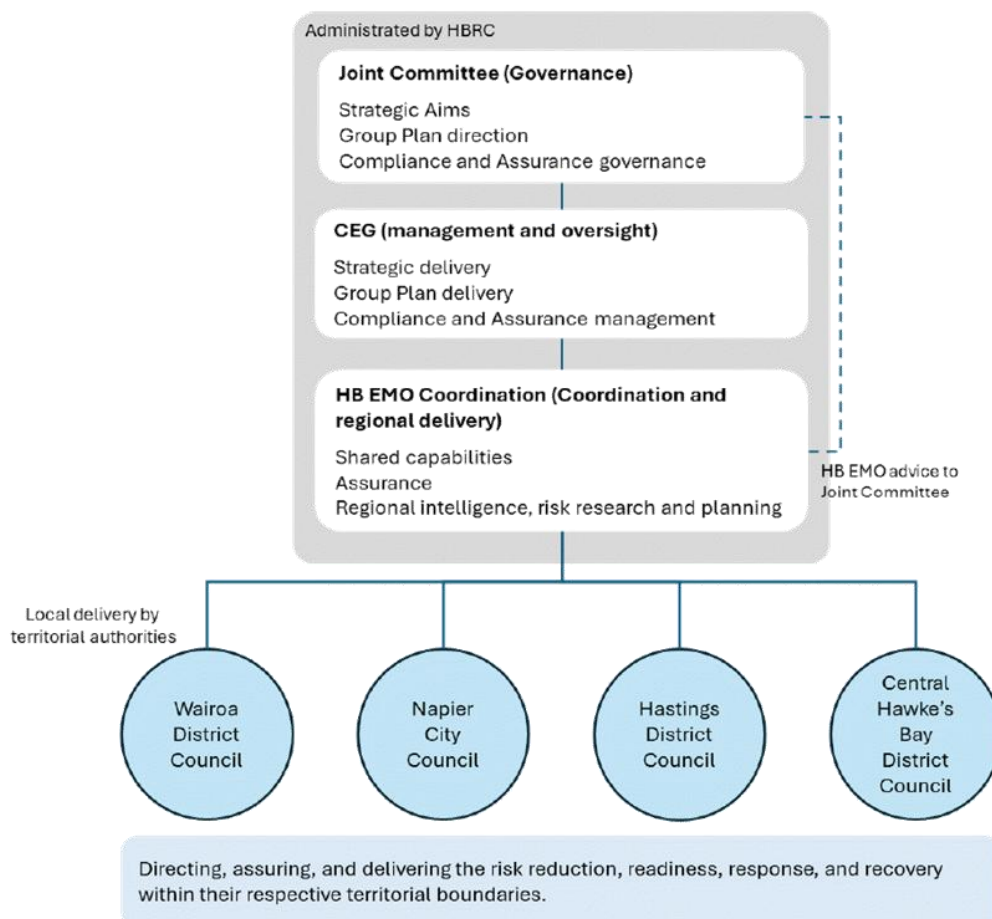 Administrated by HBRC
Joint Committee (Governance)
Strategic Aims
Group Plan direction
Compliance and Assurance governance
CEG (management and oversight)
Strategic delivery
Group Plan delivery
Compliance and Assurance management
HB EMO Coordination (Coordination and
regional delivery)
Shared capabilities
Assurance
Regional intelligence, risk research and planning
HB EMO advice to
Joint Committee
Local delivery by
territorial authorities
Wairoa
District
Council
Napier
City
Council
Hastings
District
Council
Central
Hawke's
Bay
District
Council
Directing, assuring, and delivering the risk reduction, readiness, response, and recovery
within their respective territorial boundaries.